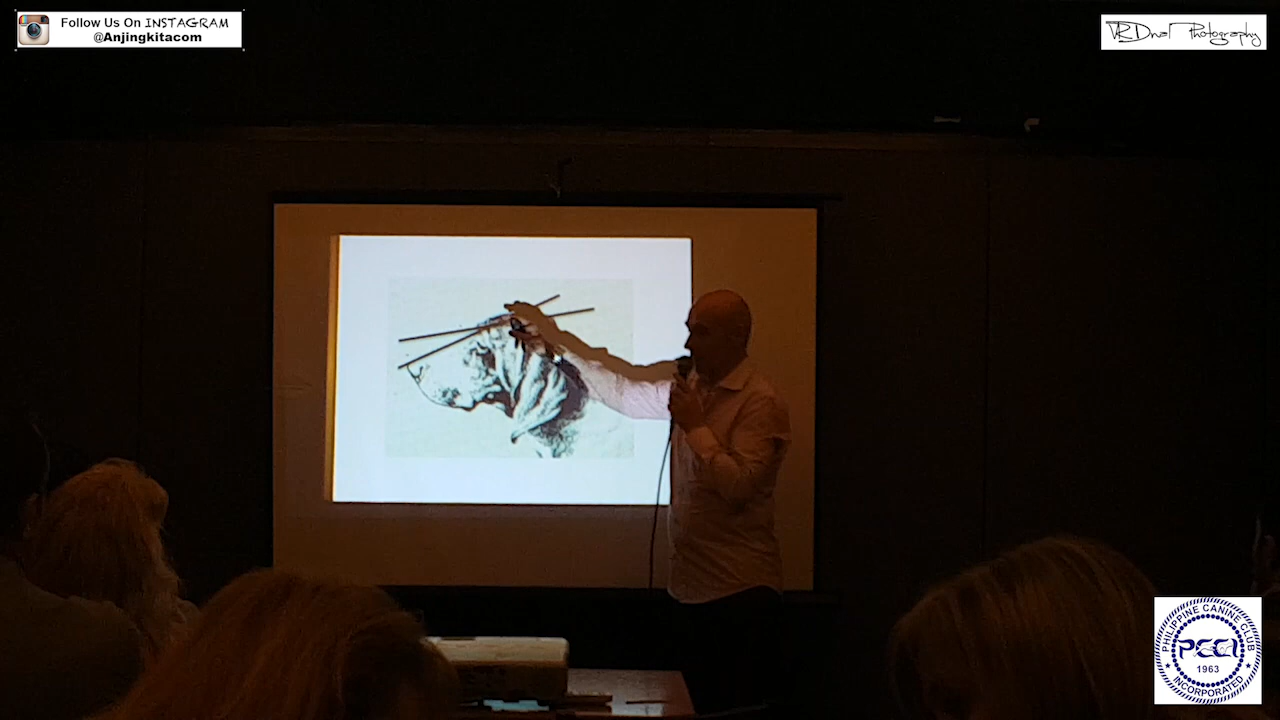 Follow Us On INSTAGRAM
@Anjingkitacom
VRDnal Photography
PHILIPPINE CANINE CLUB
PCCI
1963
INCORPORATED